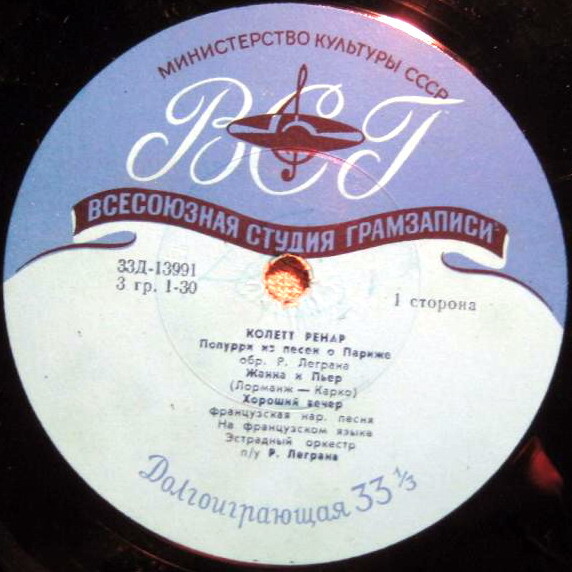 МИНИСТЕРСТВО КУЛЬТУРЫ СССР
ВСГ
ВСЕСОЮЗНАЯ СТУДИЯ ГРАМЗАПИСИ
33Д-13991
3 гр. 1-30
1 сторона
КОЛЕТТ РЕНАР
Попурри из песен о Париже
обр. Р. Леграна
Жанна и Пьер
(Лорманж — Карко)
Хороший вечер
французская нар. песня
На французском языке
Эстрадный оркестр
п/у Р. Леграна
Долгоиграющая 33 1/3